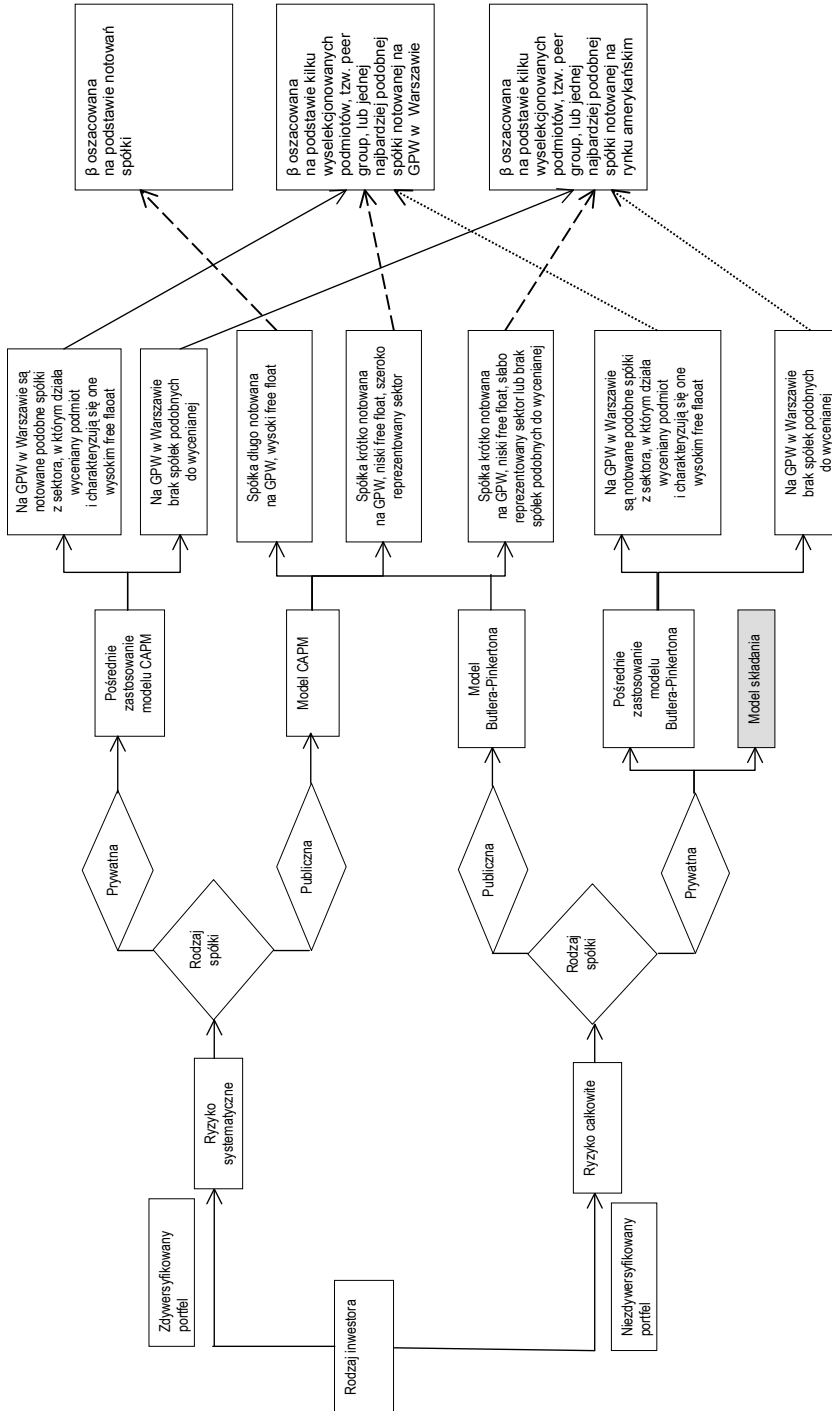 Rodzaj inwestora
Zdywersyfikowany
portfel
Niezdywersyfikowany
portfel
Ryzyko
systematyczne
Ryzyko całkowite
Rodzaj
spółki
Rodzaj
spółki
Prywatna
Publiczna
Publiczna
Prywatna
Pośrednie
zastosowanie
modelu CAPM
Model CAPM
Model
Butlera-Pinkertona
Pośrednie
zastosowanie
modelu
Butlera-Pinkertona
Model składania
Na GPW w Warszawie są
notowane podobne spółki
z sektora, w którym działa
wyceniany podmiot
i charakteryzują się one
wysokim free flaoat
Na GPW w Warszawie
brak spółek podobnych
do wycenianej
Spółka długo notowana
na GPW, wysoki free float
Spółka krótko notowana
na GPW, niski free float, szeroko
reprezentowany sektor
Spółka krótko notowana
na GPW, niski free float, słabo
reprezentowany sektor lub brak
spółek podobnych do wycenianej
Na GPW w Warszawie
są notowane podobne spółki
z sektora, w którym działa
wyceniany podmiot
i charakteryzują się one
wysokim free flaoat
Na GPW w Warszawie
brak spółek podobnych
do wycenianej
β oszacowana
na podstawie notowań
spółki
β oszacowana
na podstawie kilku
wyselekcjonowanych
podmiotów, tzw. peer
group, lub jednej
najbardziej podobnej
spółki notowanej na
GPW w Warszawie
β oszacowana
na podstawie kilku
wyselekcjonowanych
podmiotów, tzw. peer
group, lub jednej
najbardziej podobnej
spółki notowanej na
rynku amerykańskim